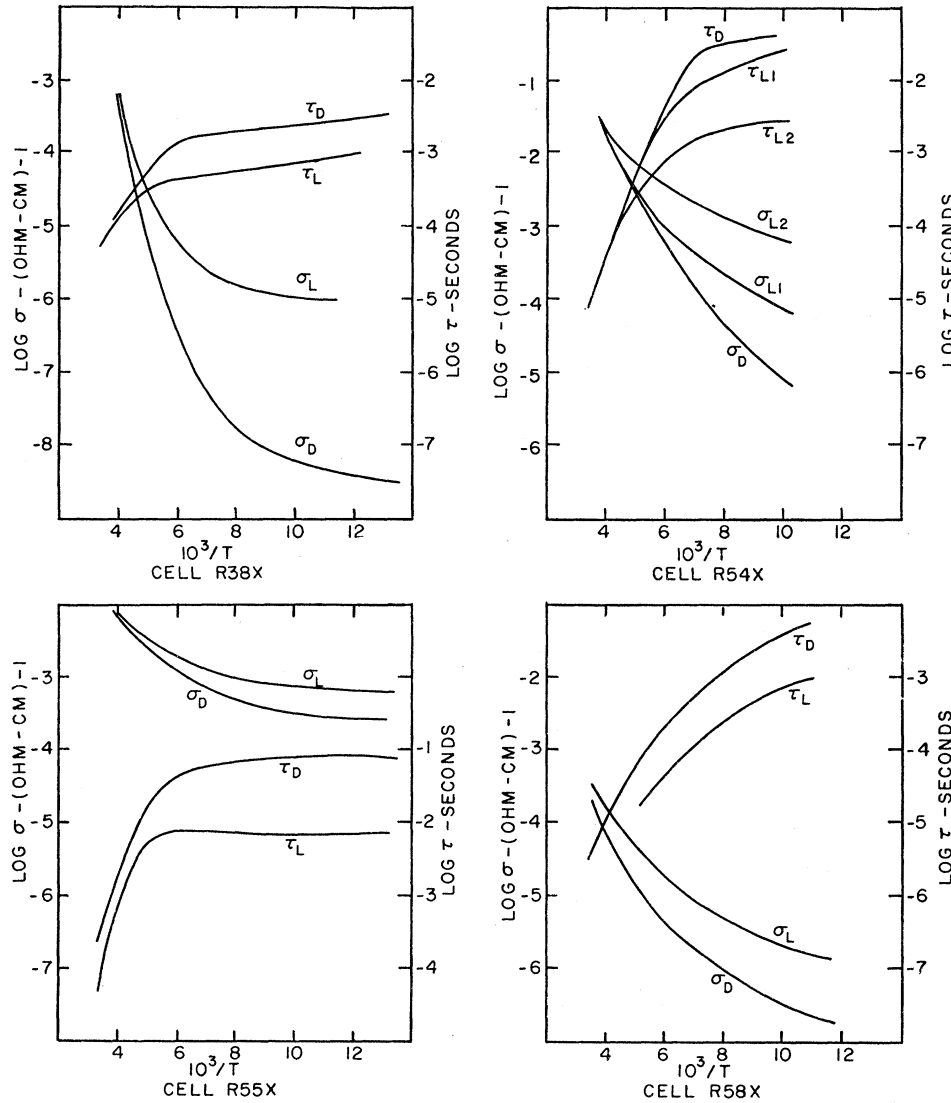 LOG σ - (OHM-CM)-1
-3
-4
-5
-6
-7
-8
τD
τL
σL
σD
-2
-3
-4
-5
-6
-7
LOG τ - SECONDS
4 6 8 10 12
10³/T
CELL R38X
LOG σ - (OHM-CM)-1
-1
-2
-3
-4
-5
-6
τD
τL1
τL2
σL2
σL1
σD
-2
-3
-4
-5
-6
-7
LOG τ - SECONDS
4 6 8 10 12
10³/T
CELL R54X
LOG σ - (OHM-CM)-1
-3
-4
-5
-6
-7
σL
σD
τD
τL
-1
-2
-3
-4
LOG τ - SECONDS
4 6 8 10 12
10³/T
CELL R55X
LOG σ - (OHM-CM)-1
-2
-3
-4
-5
-6
τD
τL
σL
σD
-3
-4
-5
-6
-7
LOG τ - SECONDS
4 6 8 10 12
10³/T
CELL R58X